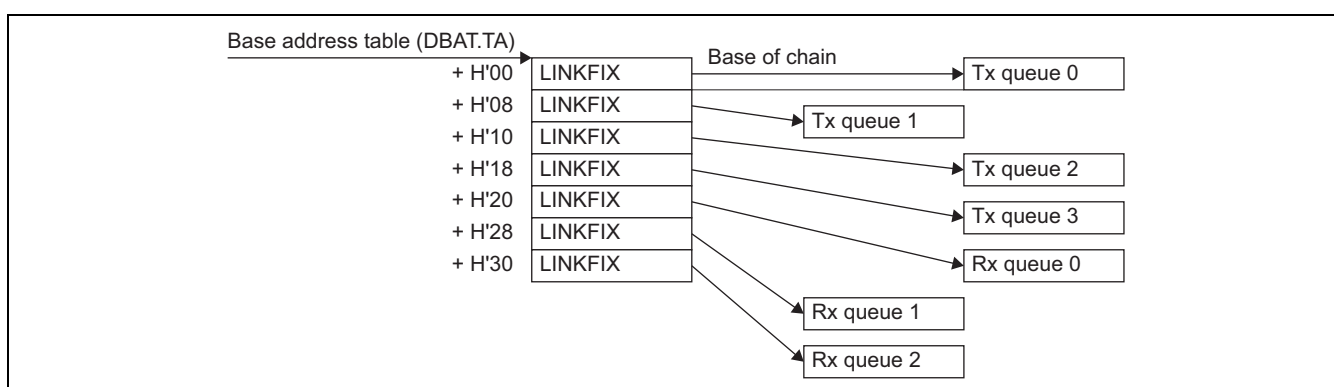 Base address table (DBAT.TA)
Base of chain
+ H'00 LINKFIX Tx queue 0
+ H'08 LINKFIX Tx queue 1
+ H'10 LINKFIX Tx queue 2
+ H'18 LINKFIX Tx queue 3
+ H'20 LINKFIX Rx queue 0
+ H'28 LINKFIX Rx queue 1
+ H'30 LINKFIX Rx queue 2